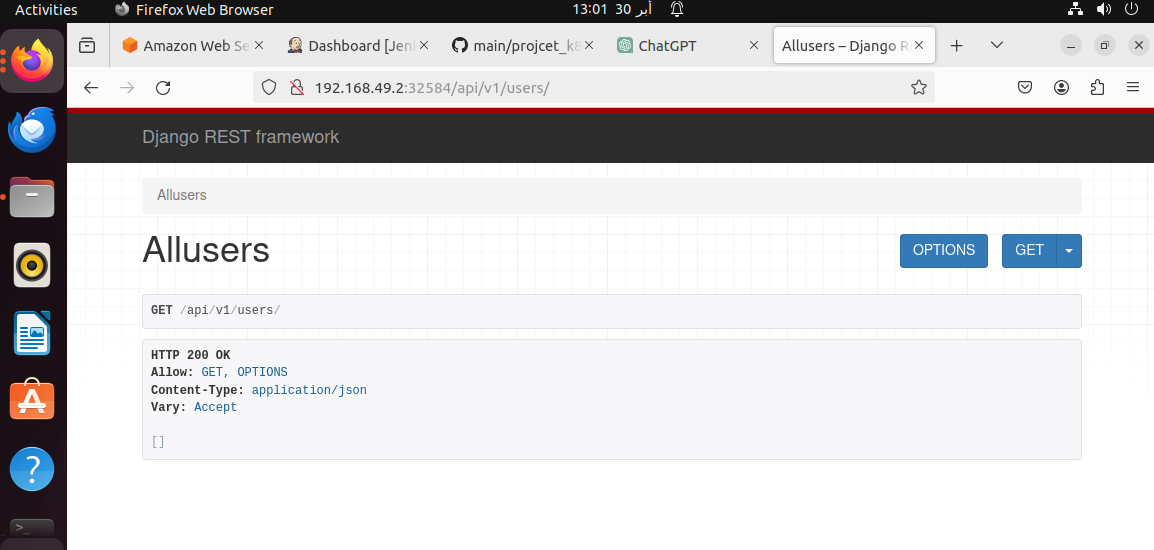 Activities Firefox Web Browser 13:01 30 أبر
Amazon Web Se Dashboard [Jenl main/projcet_k8 ChatGPT Allusers – Django R
192.168.49.2:32584/api/v1/users/
Django REST framework
Allusers
Allusers OPTIONS GET
GET /api/v1/users/
HTTP 200 OK
Allow: GET, OPTIONS
Content-Type: application/json
Vary: Accept
[]